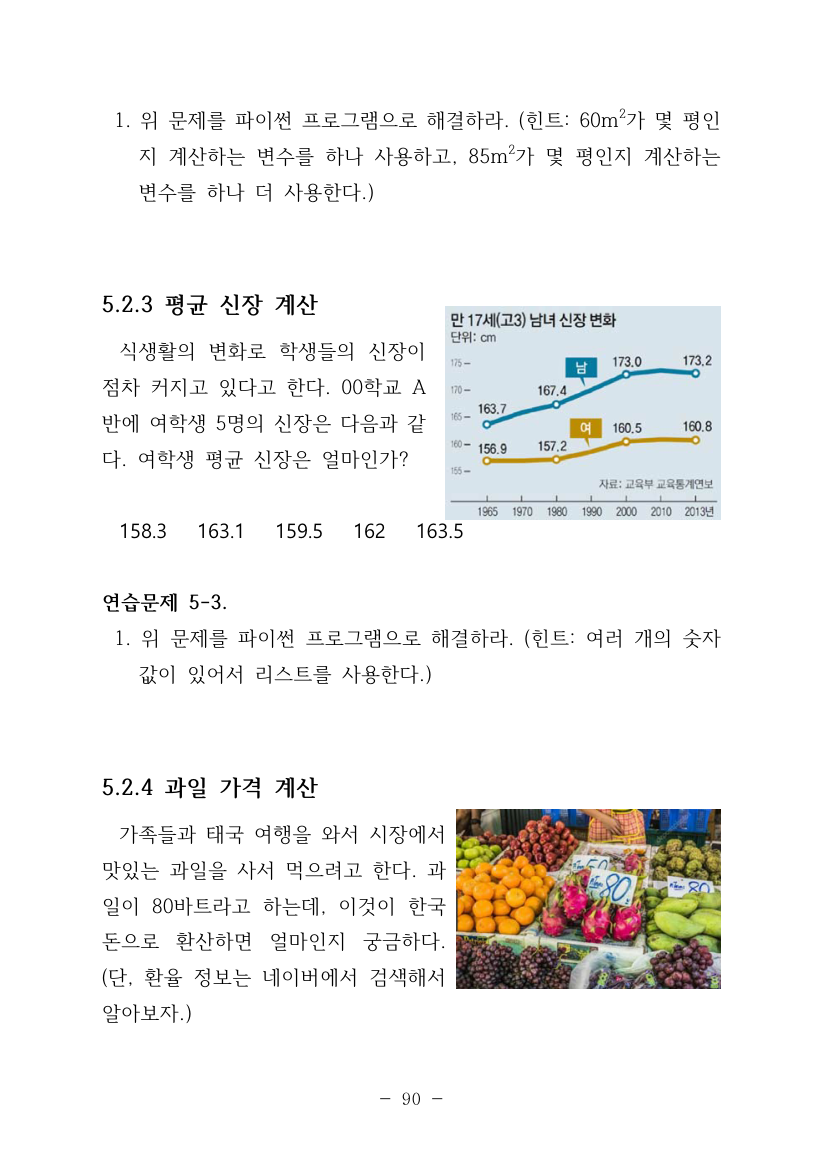 1. 위 문제를 파이썬 프로그램으로 해결하라. (힌트: 60m²가 몇 평인
지 계산하는 변수를 하나 사용하고, 85m²가 몇 평인지 계산하는
변수를 하나 더 사용한다.)
5.2.3 평균 신장 계산
식생활의 변화로 학생들의 신장이
점차 커지고 있다고 한다. 00학교 A
반에 여학생 5명의 신장은 다음과 같
다. 여학생 평균 신장은 얼마인가?
만 17세(고3) 남녀 신장 변화
단위: cm
175
170
165
160
155
남
163.7
167.4
173.0
173.2
여
156.9
157.2
160.5
160.8
자료: 교육부 교육통계연보
1965 1970 1980 1990 2000 2010 2013년
158.3 163.1 159.5 162 163.5
연습문제 5-3.
1. 위 문제를 파이썬 프로그램으로 해결하라. (힌트: 여러 개의 숫자
값이 있어서 리스트를 사용한다.)
5.2.4 과일 가격 계산
가족들과 태국 여행을 와서 시장에서
맛있는 과일을 사서 먹으려고 한다. 과
일이 80바트라고 하는데, 이것이 한국
돈으로 환산하면 얼마인지 궁금하다.
(단, 환율 정보는 네이버에서 검색해서
알아보자.)
80
80
- 90 -